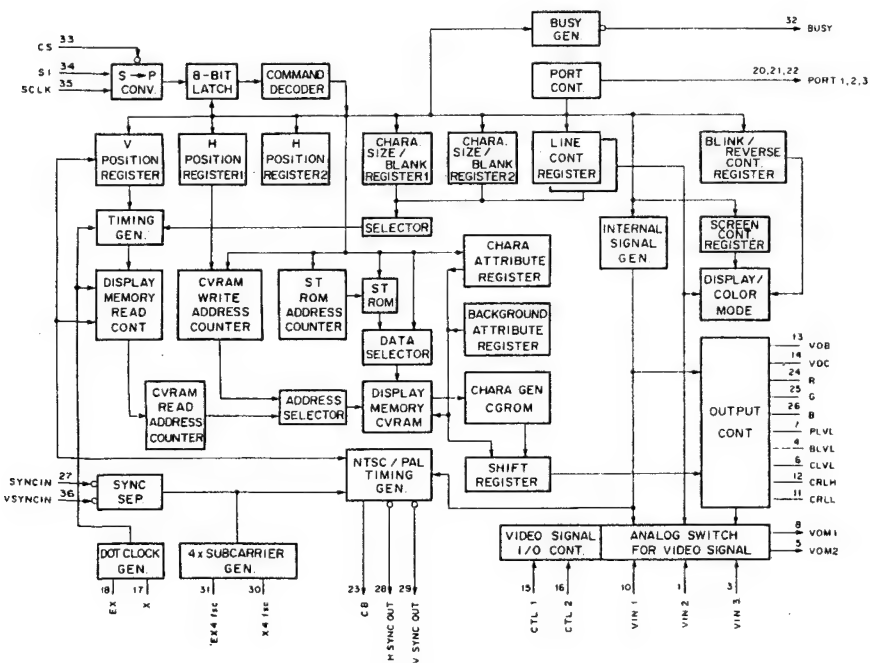 33
CS
SI
34
SCLK
35
S → P
CONV.
8-BIT
LATCH
COMMAND
DECODER
BUSY
GEN
32
BUSY
PORT
CONT.
20,21,22
PORT 1,2,3
V
POSITION
REGISTER
H
POSITION
REGISTER1
H
POSITION
REGISTER2
CHARA.
SIZE/
BLANK
REGISTER1
CHARA.
SIZE/
BLANK
REGISTER2
LINE
CONT
REGISTER
BLINK/
REVERSE
CONT.
REGISTER
TIMING
GEN.
SELECTOR
INTERNAL
SIGNAL
GEN.
SCREEN
CONT.
REGISTER
DISPLAY
MEMORY
READ
CONT
CVRAM
WRITE
ADDRESS
COUNTER
ST
ROM
ADDRESS
COUNTER
ST
ROM
CHARA
ATTRIBUTE
REGISTER
DISPLAY/
COLOR
MODE
DATA
SELECTOR
BACKGROUND
ATTRIBUTE
REGISTER
CVRAM
READ
ADDRESS
COUNTER
ADDRESS
SELECTOR
DISPLAY
MEMORY
CVRAM
CHARA GEN
CGROM
OUTPUT
CONT
13
VOB
14
VOC
24
R
25
G
26
B
7
PLVL
4
BLVL
6
CLVL
12
CRLH
11
CRLL
SYNCIN
27
VSYNCIN
36
SYNC
SEP.
NTSC/PAL
TIMING
GEN.
SHIFT
REGISTER
DOT CLOCK
GEN.
4x SUBCARRIER
GEN.
VIDEO SIGNAL
I/O CONT.
ANALOG SWITCH
FOR VIDEO SIGNAL
8
VOM1
5
VOM2
18
EX
17
X
31
EX4 fsc
30
X4 fsc
23
CB
28
H SYNC OUT
29
V SYNC OUT
15
CTL 1
16
CTL 2
10
VIN 1
1
VIN 2
3
VIN 3